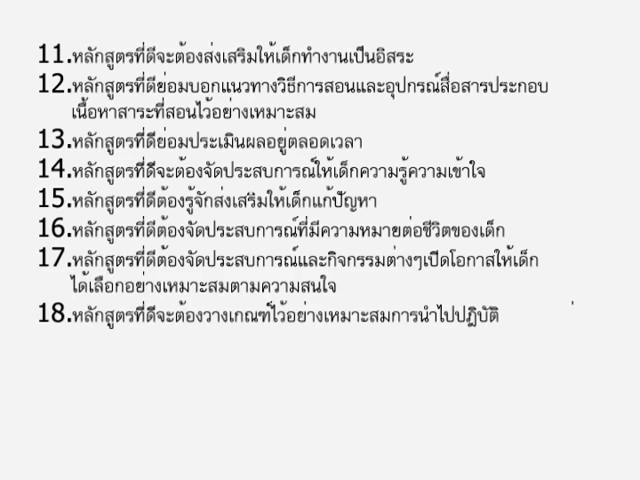 11.หลักสูตรที่ดีจะต้องส่งเสริมให้เด็กทำงานเป็นอิสระ
12.หลักสูตรที่ดีย่อมบอกแนวทางวิธีการสอนและอุปกรณ์สื่อสารประกอบ
เนื้อหาสาระที่สอนไว้อย่างเหมาะสม
13.หลักสูตรที่ดีย่อมประเมินผลอยู่ตลอดเวลา
14.หลักสูตรที่ดีจะต้องจัดประสบการณ์ให้เด็กความรู้ความเข้าใจ
15.หลักสูตรที่ดีต้องรู้จักส่งเสริมให้เด็กแก้ปัญหา
16.หลักสูตรที่ดีต้องจัดประสบการณ์ที่มีความหมายต่อชีวิตของเด็ก
17.หลักสูตรที่ดีต้องจัดประสบการณ์และกิจกรรมต่างๆเปิดโอกาสให้เด็ก
ได้เลือกอย่างเหมาะสมตามความสนใจ
18.หลักสูตรที่ดีจะต้องวางเกณฑ์ไว้อย่างเหมาะสมการนำไปปฎิบัติ